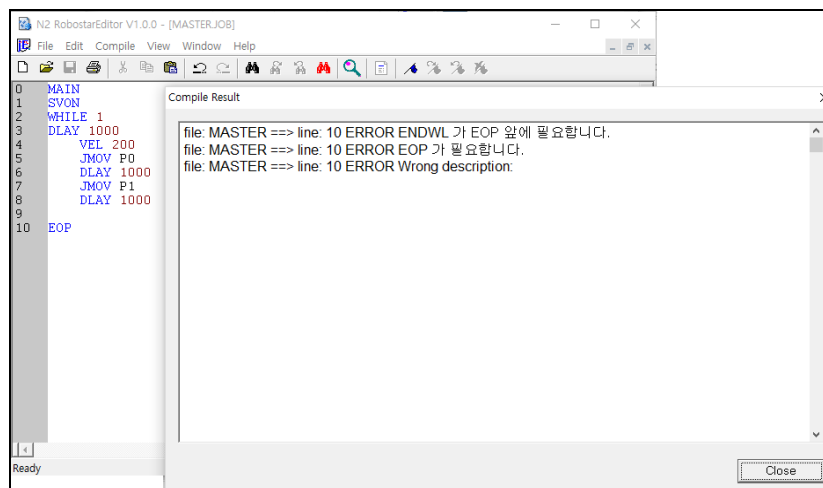 N2 RobostarEditor V1.0.0 - [MASTER.JOB]
File Edit Compile View Window Help
0 MAIN
1 SVON
2 WHILE 1
3 DLAY 1000
4 VEL 200
5 JMOV P0
6 DLAY 1000
7 JMOV P1
8 DLAY 1000
9
10 EOP
Compile Result
file: MASTER ==> line: 10 ERROR ENDWL 가 EOP 앞에 필요합니다.
file: MASTER ==> line: 10 ERROR EOP 가 필요합니다.
file: MASTER ==> line: 10 ERROR Wrong description:
Close
Ready